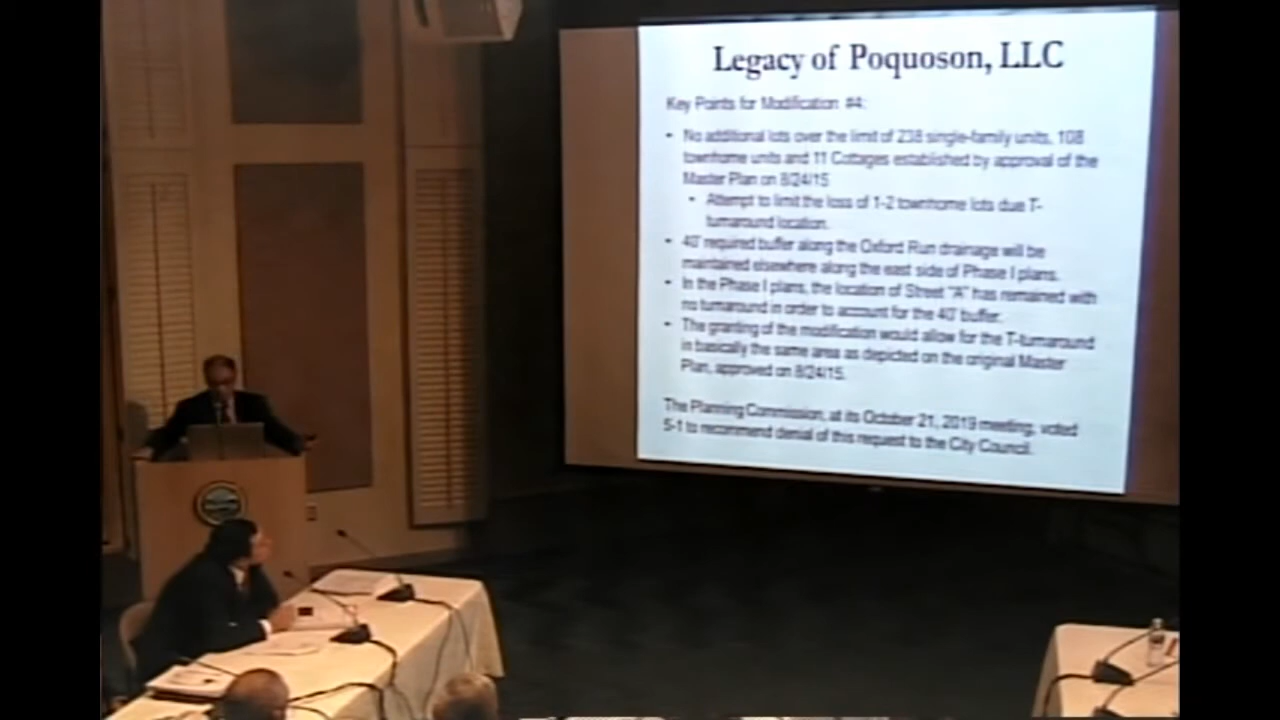 Legacy of Poquoson, LLC
Key Points for Modification #4:
• No additional lots over the limit of 238 single-family units, 108
townhome units and 11 Cottages established by approval of the
Master Plan on 8/24/15
• Attempt to limit the loss of 1-2 townhome lots due T-
turnaround location.
• 40' required buffer along the Oxford Run drainage will be
maintained elsewhere along the east side of Phase I plans.
• In the Phase I plans, the location of Street "A" has remained with
no turnaround in order to account for the 40' buffer.
• The granting of the modification would allow for the T-turnaround
in basically the same area as depicted on the original Master
Plan, approved on 8/24/15.
The Planning Commission, at its October 21, 2019 meeting, voted
5-1 to recommend denial of this request to the City Council.